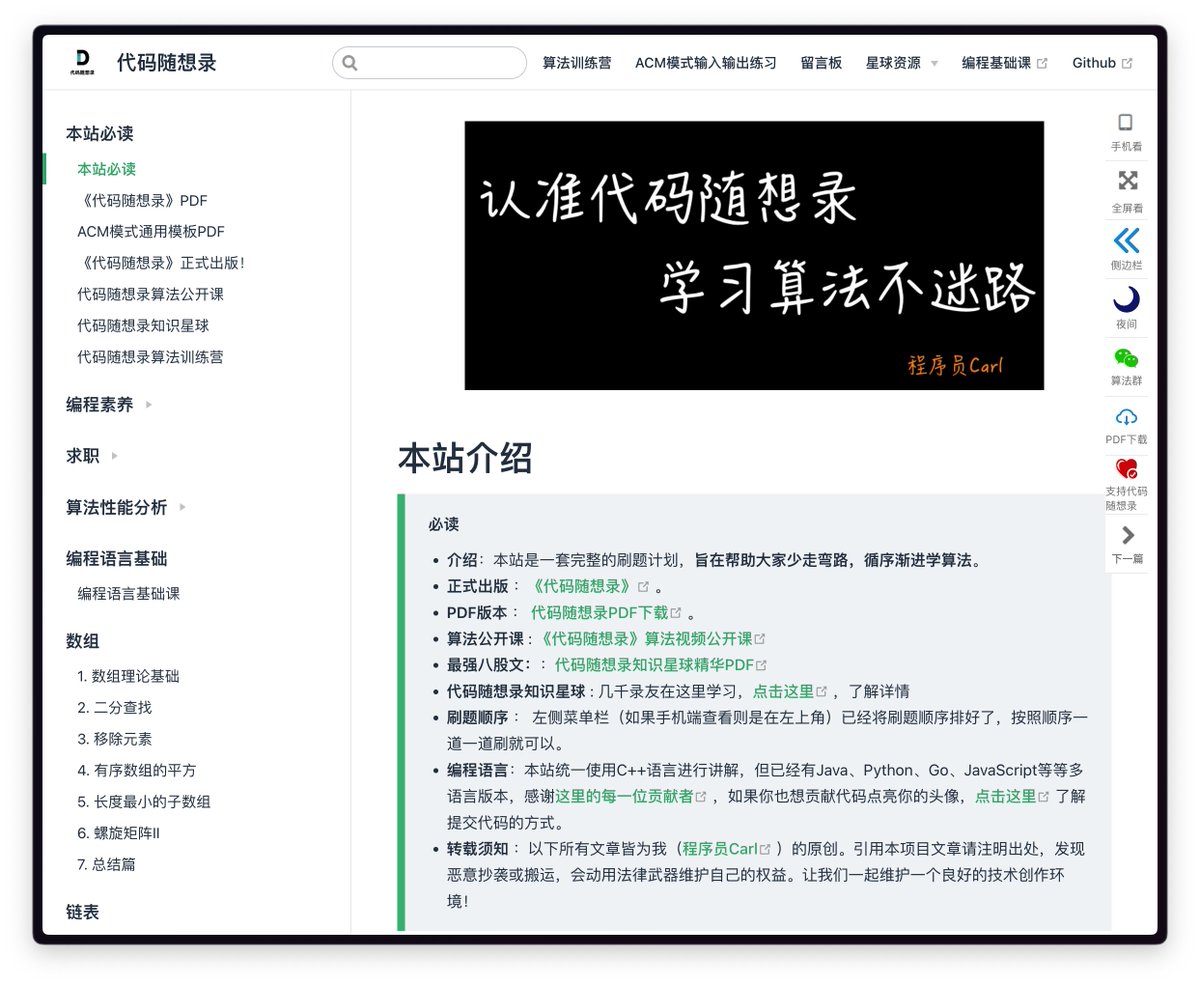 代码随想录
代码随想录
算法训练营
ACM模式输入输出练习
留言板
星球资源
编程基础课
Github
本站必读
本站必读
《代码随想录》PDF
ACM模式通用模板PDF
《代码随想录》正式出版！
代码随想录算法公开课
代码随想录知识星球
代码随想录算法训练营
编程素养
求职
算法性能分析
编程语言基础
编程语言基础课
数组
1. 数组理论基础
2. 二分查找
3. 移除元素
4. 有序数组的平方
5. 长度最小的子数组
6. 螺旋矩阵II
7. 总结篇
链表
认准代码随想录
学习算法不迷路
程序员Carl
本站介绍
必读
• 介绍：本站是一套完整的刷题计划，旨在帮助大家少走弯路，循序渐进学算法。
• 正式出版 ：《代码随想录》 。
• PDF版本 ： 代码随想录PDF下载 。
• 算法公开课 :《代码随想录》算法视频公开课
• 最强八股文： ：代码随想录知识星球精华PDF
• 代码随想录知识星球 : 几千录友在这里学习，点击这里 ，了解详情
• 刷题顺序 ： 左侧菜单栏（如果手机端查看则是在左上角）已经将刷题顺序排好了，按照顺序一
道一道刷就可以。
• 编程语言：本站统一使用C++语言进行讲解，但已经有Java、Python、Go、JavaScript等等多
语言版本，感谢这里的每一位贡献者 ，如果你也想贡献代码点亮你的头像，点击这里 了解
提交代码的方式。
• 转载须知 ：以下所有文章皆为我（程序员Carl ）的原创。引用本项目文章请注明出处，发现
恶意抄袭或搬运，会动用法律武器维护自己的权益。让我们一起维护一个良好的技术创作环
境！
手机看
全屏看
侧边栏
夜间
算法群
PDF下载
支持代码
随想录
下一篇